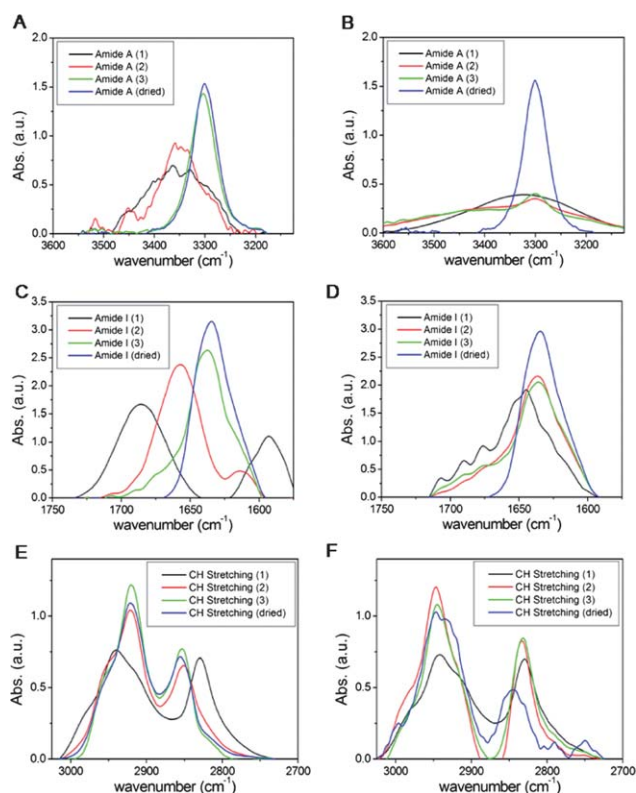 A
Abs. (a.u.)
2.0
1.5
1.0
0.5
0.0
Amide A (1)
Amide A (2)
Amide A (3)
Amide A (dried)
3600 3500 3400 3300 3200
wavenumber (cm-1)
B
Abs. (a.u.)
2.0
1.5
1.0
0.5
0.0
Amide A (1)
Amide A (2)
Amide A (3)
Amide A (dried)
3600 3500 3400 3300 3200
wavenumber (cm-1)
C
Abs. (a.u.)
3.5
3.0
2.5
2.0
1.5
1.0
0.5
0.0
Amide I (1)
Amide I (2)
Amide I (3)
Amide I (dried)
1750 1700 1650 1600
wavenumber (cm-1)
D
Abs. (a.u.)
3.5
3.0
2.5
2.0
1.5
1.0
0.5
0.0
Amide I (1)
Amide I (2)
Amide I (3)
Amide I (dried)
1750 1700 1650 1600
wavenumber (cm-1)
E
Abs. (a.u.)
1.0
0.5
0.0
CH Stretching (1)
CH Stretching (2)
CH Stretching (3)
CH Stretching (dried)
3000 2900 2800 2700
wavenumber (cm-1)
F
Abs. (a.u.)
1.0
0.5
0.0
CH Stretching (1)
CH Stretching (2)
CH Stretching (3)
CH Stretching (dried)
3000 2900 2800 2700
wavenumber (cm-1)